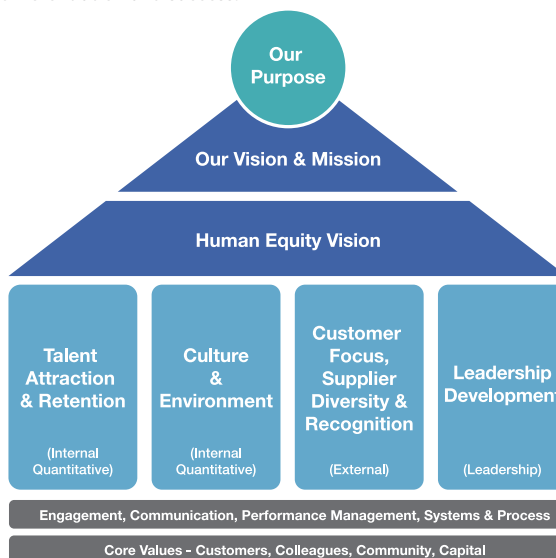 Our
Purpose
Our Vision & Mission
Human Equity Vision
Talent
Attraction
& Retention
(Internal
Quantitative)
Culture
&
Environment
(Internal
Quantitative)
Customer
Focus,
Supplier
Diversity &
Recognition
(External)
Leadership
Development
(Leadership)
Engagement, Communication, Performance Management, Systems & Process
Core Values - Customers, Colleagues, Community, Capital